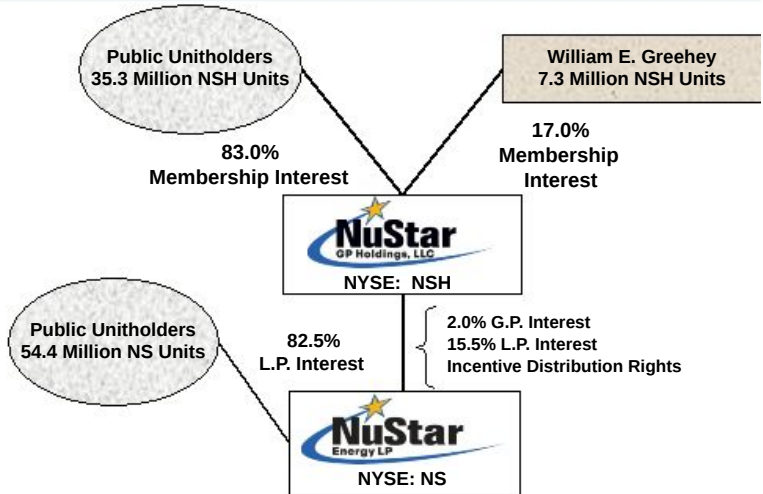 Public Unitholders
35.3 Million NSH Units
William E. Greehey
7.3 Million NSH Units
83.0%
Membership Interest
17.0%
Membership
Interest
NuStar
GP Holdings, LLC
NYSE: NSH
Public Unitholders
54.4 Million NS Units
82.5%
L.P. Interest
2.0% G.P. Interest
15.5% L.P. Interest
Incentive Distribution Rights
NuStar
Energy LP
NYSE: NS